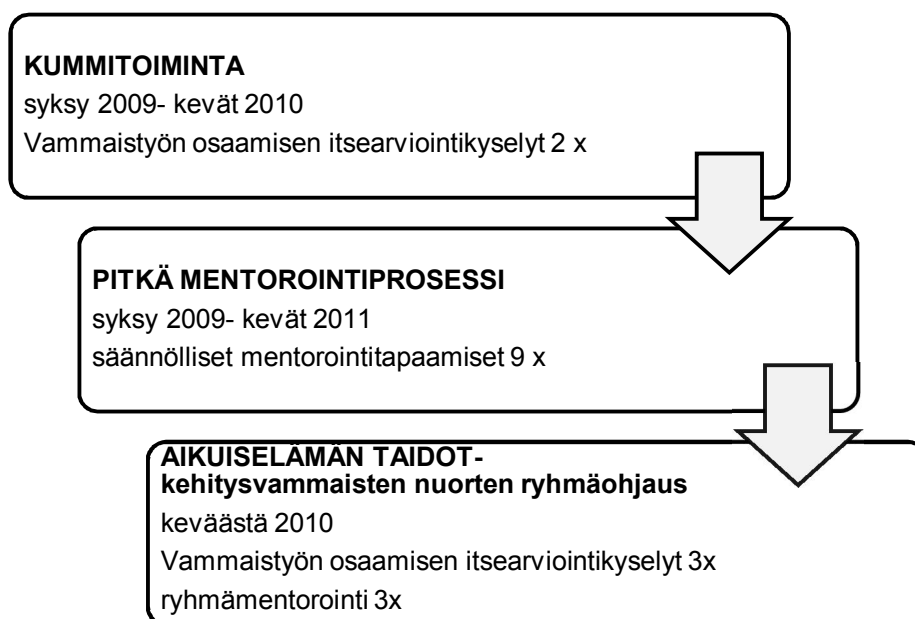 KUMMITOIMINTA
syksy 2009- kevät 2010
Vammaistyön osaamisen itsearviointikyselyt 2 x
PITKÄ MENTOROINTIPROSESSI
syksy 2009- kevät 2011
säännölliset mentorointitapaamiset 9 x
AIKUISELÄMÄN TAIDOT-
kehitysvammaisten nuorten ryhmäohjaus
keväästä 2010
Vammaistyön osaamisen itsearviointikyselyt 3x
ryhmämentorointi 3x